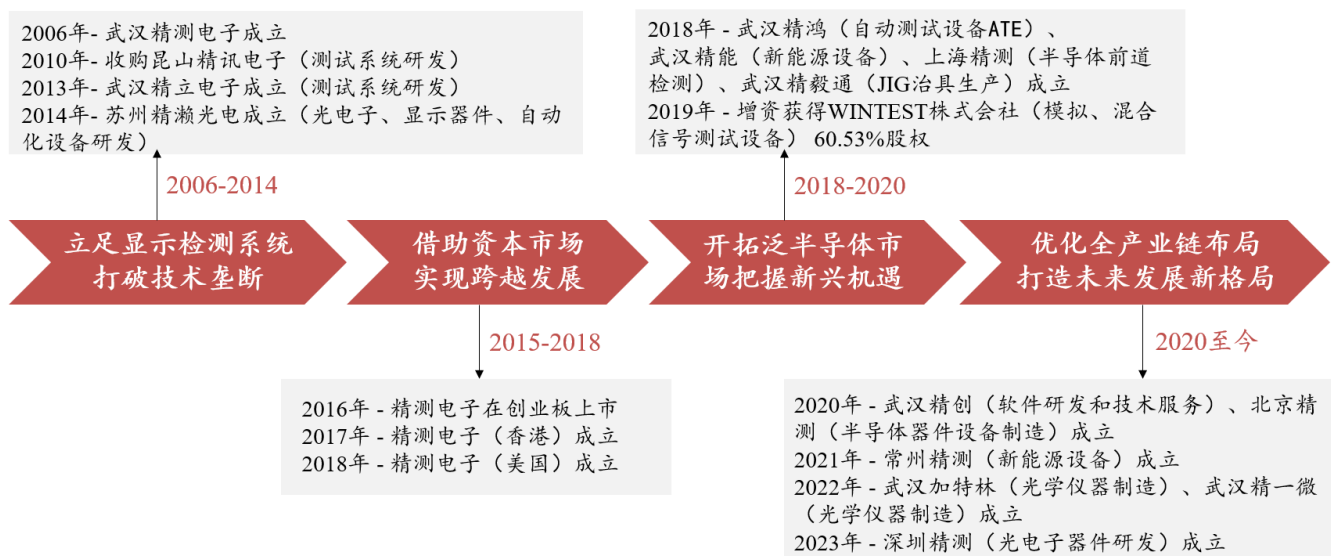 2006年- 武汉精测电子成立
2010年- 收购昆山精讯电子（测试系统研发）
2013年- 武汉精立电子成立（测试系统研发）
2014年- 苏州精濑光电成立（光电子、显示器件、自动
化设备研发）
2006-2014
立足显示检测系统
打破技术垄断
借助资本市场
实现跨越发展
2015-2018
2016年 - 精测电子在创业板上市
2017年 - 精测电子（香港）成立
2018年 - 精测电子（美国）成立
2018年 - 武汉精鸿（自动测试设备ATE）、
武汉精能（新能源设备）、上海精测（半导体前道
检测）、武汉精毅通（JIG治具生产）成立
2019年 - 增资获得WINTEST株式会社（模拟、混合
信号测试设备） 60.53%股权
2018-2020
开拓泛半导体市
场把握新兴机遇
优化全产业链布局
打造未来发展新格局
2020至今
2020年 - 武汉精创（软件研发和技术服务）、北京精
测（半导体器件设备制造）成立
2021年 - 常州精测（新能源设备）成立
2022年 - 武汉加特林（光学仪器制造）、武汉精一微
（光学仪器制造）成立
2023年 - 深圳精测（光电子器件研发）成立